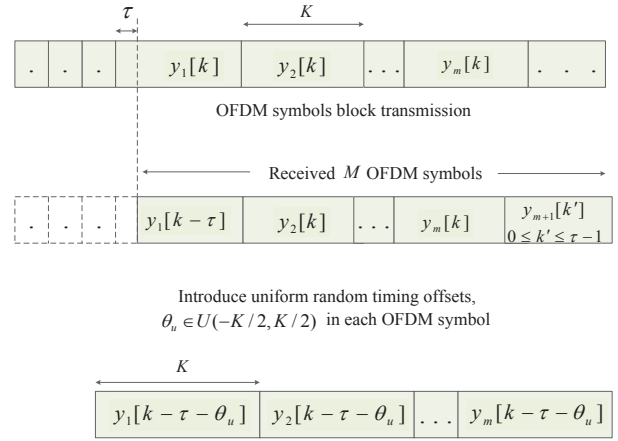 τ
K
. . . y₁[k] y₂[k] . . . yₘ[k] . . .
OFDM symbols block transmission
Received M OFDM symbols
. . . y₁[k − τ] y₂[k] . . . yₘ[k] yₘ₊₁[k′]
0 ≤ k′ ≤ τ − 1
Introduce uniform random timing offsets,
θᵤ ∈ U(−K / 2, K / 2) in each OFDM symbol
K
y₁[k − τ − θᵤ] y₂[k − τ − θᵤ] . . . yₘ[k − τ − θᵤ]